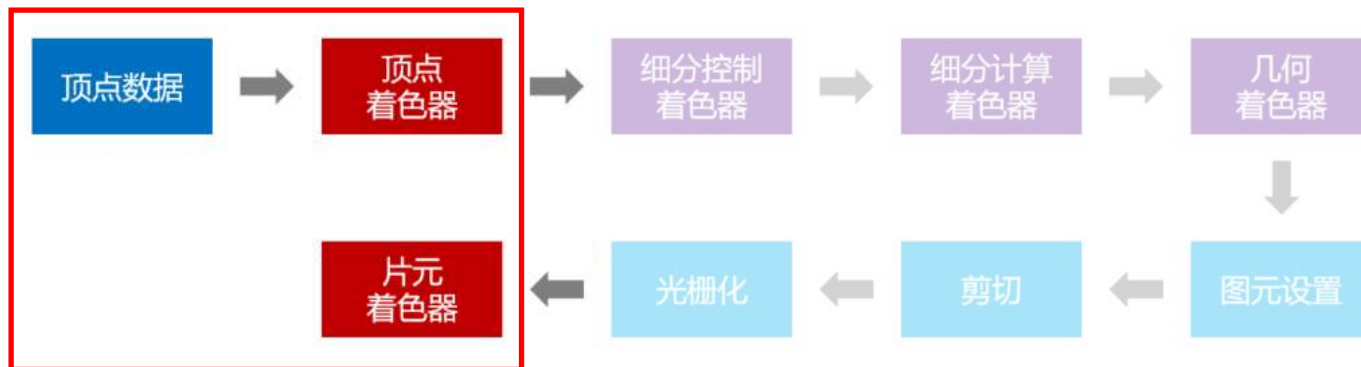 顶点数据
顶点
着色器
细分控制
着色器
细分计算
着色器
几何
着色器
片元
着色器
光栅化
剪切
图元设置